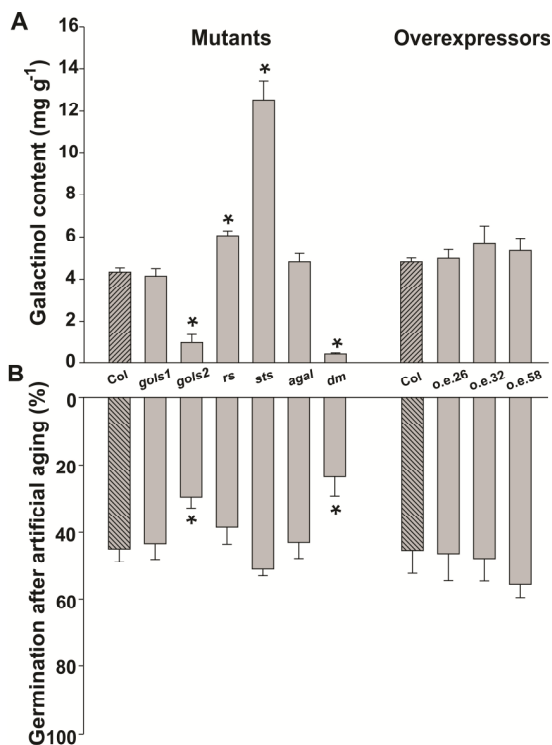 A
Mutants
Overexpressors
Galactinol content (mg g-1)
16
14
12
10
8
6
4
2
0
*
*
*
*
Col
gols1
gols2
rs
sts
agal
dm
Col
o.e.26
o.e.32
o.e.58
B
Germination after artificial aging (%)
0
20
40
60
80
100
*
*